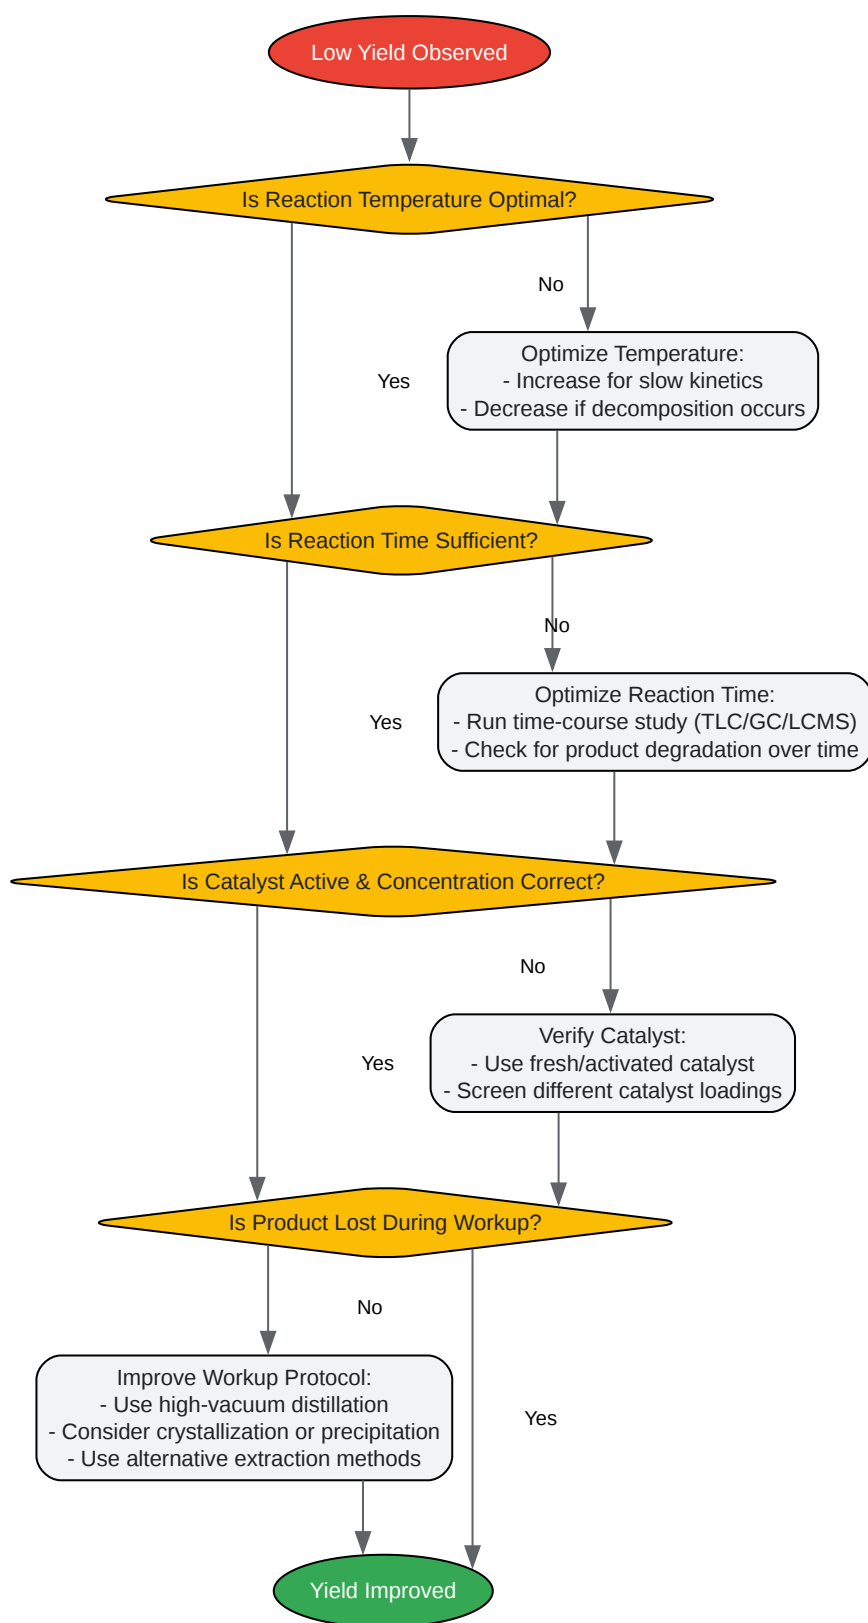 Low Yield Observed
Is Reaction Temperature Optimal?
No
Optimize Temperature:
- Increase for slow kinetics
- Decrease if decomposition occurs
Yes
Is Reaction Time Sufficient?
No
Optimize Reaction Time:
- Run time-course study (TLC/GC/LCMS)
- Check for product degradation over time
Yes
Is Catalyst Active & Concentration Correct?
No
Verify Catalyst:
- Use fresh/activated catalyst
- Screen different catalyst loadings
Yes
Is Product Lost During Workup?
No
Improve Workup Protocol:
- Use high-vacuum distillation
- Consider crystallization or precipitation
- Use alternative extraction methods
Yes
Yield Improved